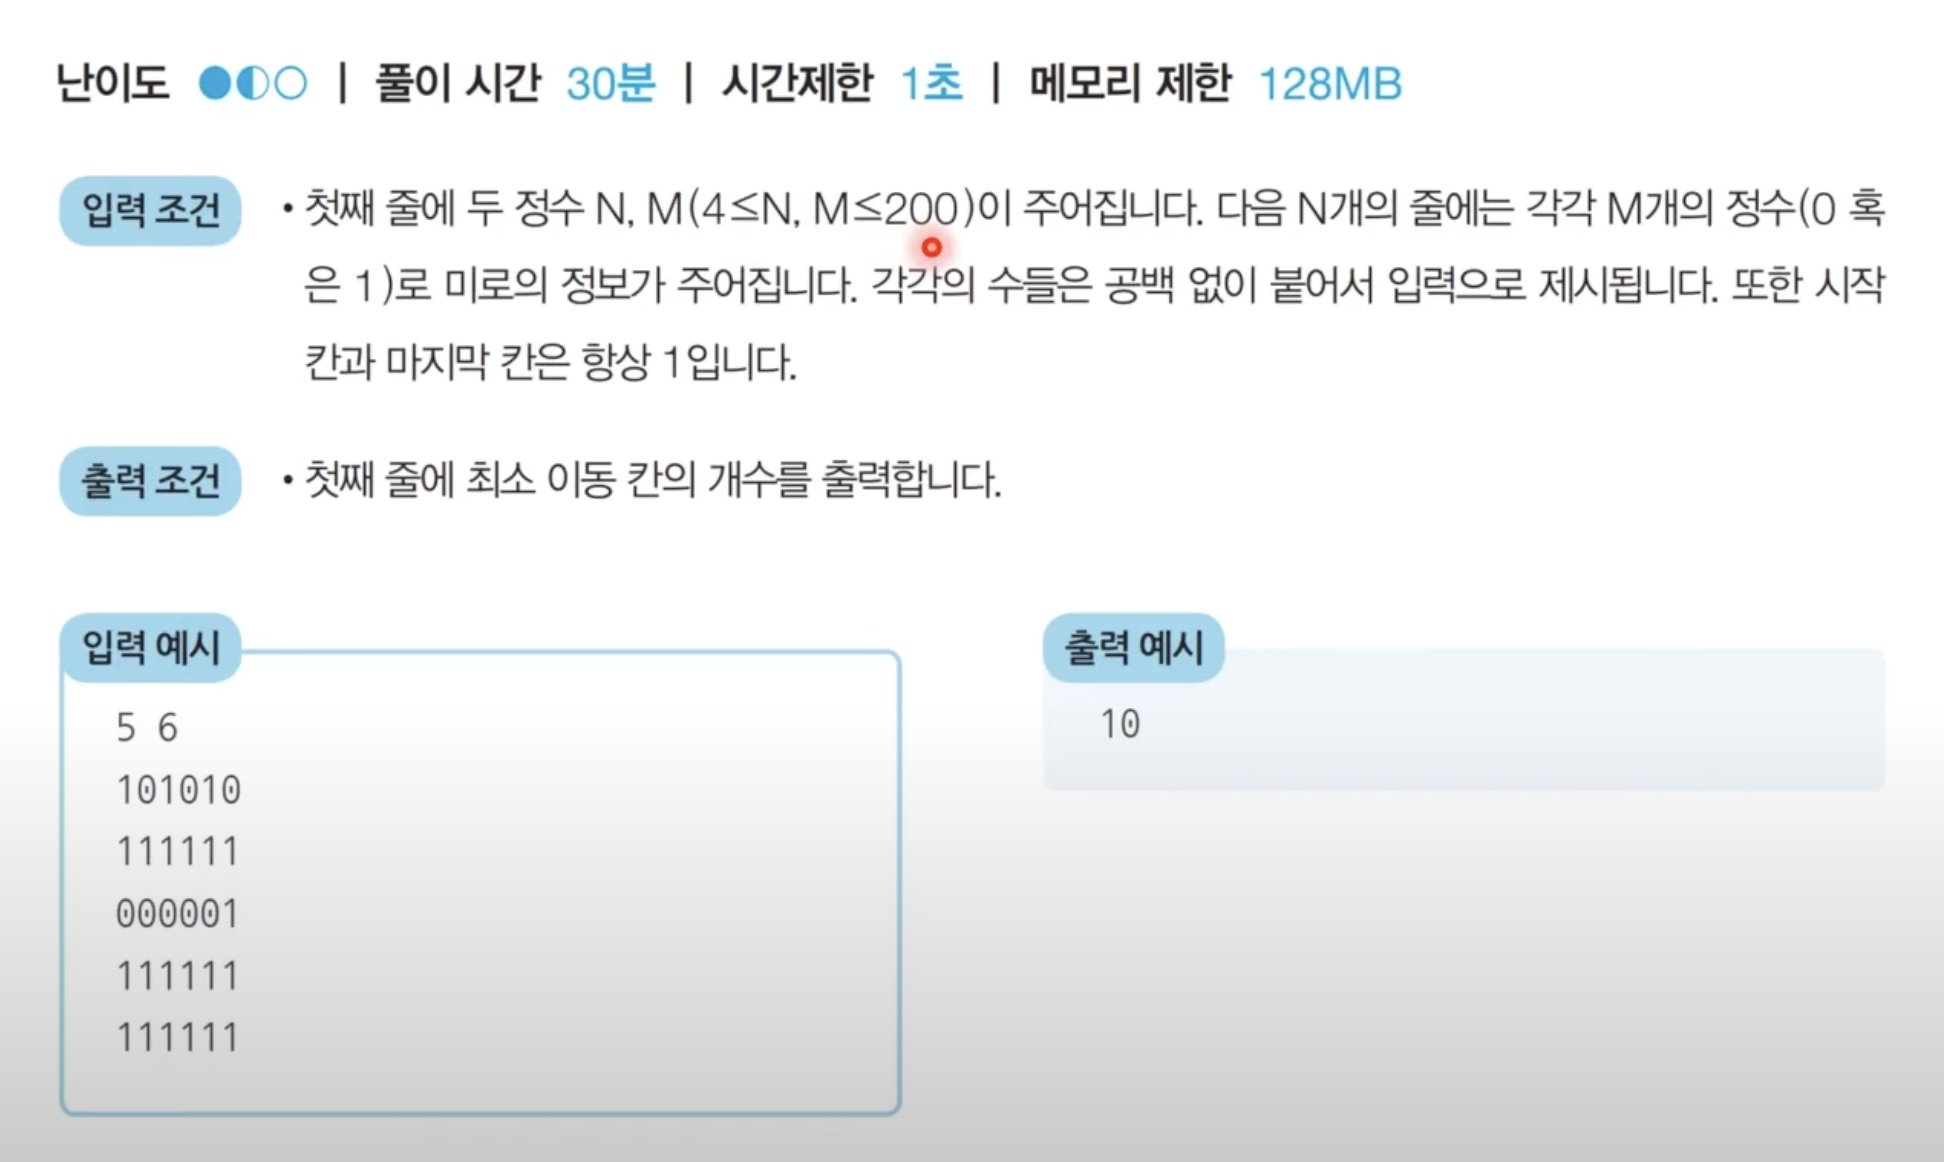 난이도 ●◐○ | 풀이 시간 30분 | 시간제한 1초 | 메모리 제한 128MB
입력 조건 • 첫째 줄에 두 정수 N, M(4≤N, M≤200)이 주어집니다. 다음 N개의 줄에는 각각 M개의 정수(0 혹
은 1)로 미로의 정보가 주어집니다. 각각의 수들은 공백 없이 붙어서 입력으로 제시됩니다. 또한 시작
칸과 마지막 칸은 항상 1입니다.
출력 조건 • 첫째 줄에 최소 이동 칸의 개수를 출력합니다.
입력 예시
5 6
101010
111111
000001
111111
111111
출력 예시
10